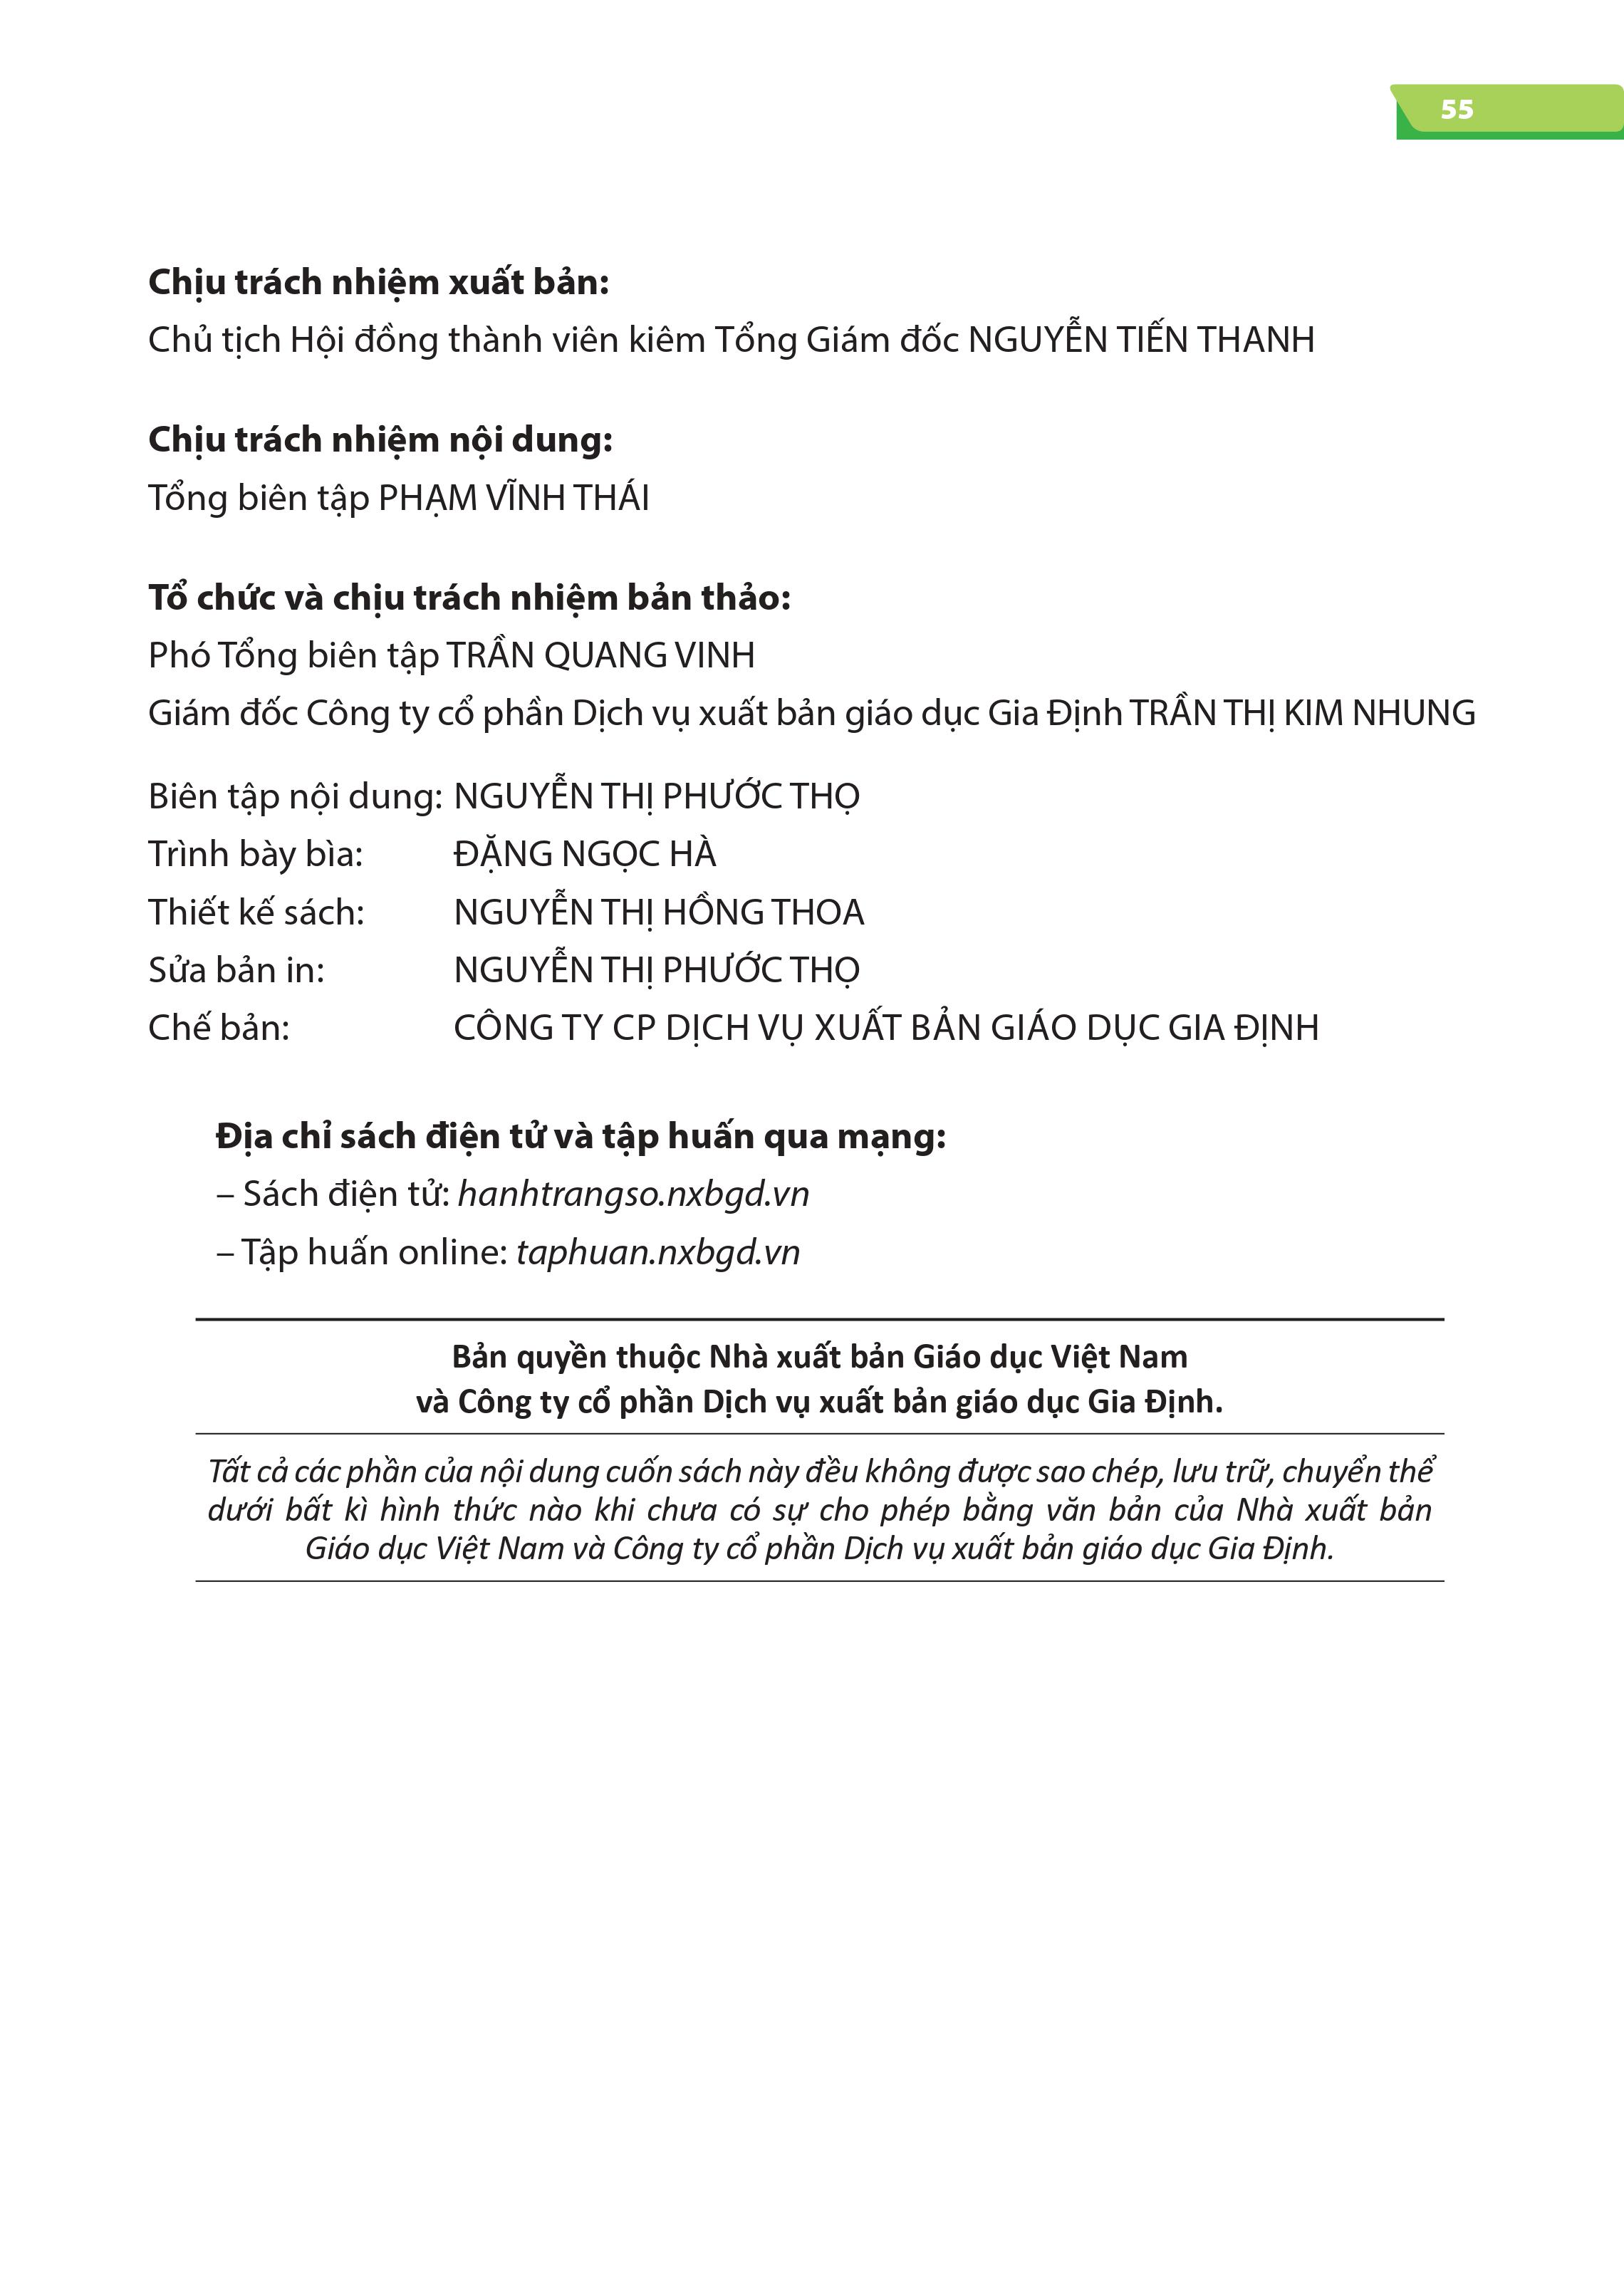 55
Chịu trách nhiệm xuất bản:
Chủ tịch Hội đồng thành viên kiêm Tổng Giám đốc NGUYỄN TIẾN THANH
Chịu trách nhiệm nội dung:
Tổng biên tập PHẠM VĨNH THÁI
Tổ chức và chịu trách nhiệm bản thảo:
Phó Tổng biên tập TRẦN QUANG VINH
Giám đốc Công ty cổ phần Dịch vụ xuất bản giáo dục Gia Định TRẦN THỊ KIM NHUNG
Biên tập nội dung: NGUYỄN THỊ PHƯỚC THỌ
Trình bày bìa: ĐẶNG NGỌC HÀ
Thiết kế sách: NGUYỄN THỊ HỒNG THOA
Sửa bản in: NGUYỄN THỊ PHƯỚC THỌ
Chế bản: CÔNG TY CP DỊCH VỤ XUẤT BẢN GIÁO DỤC GIA ĐỊNH
Địa chỉ sách điện tử và tập huấn qua mạng:
– Sách điện tử: hanhtrangso.nxbgd.vn
– Tập huấn online: taphuan.nxbgd.vn
Bản quyền thuộc Nhà xuất bản Giáo dục Việt Nam
và Công ty cổ phần Dịch vụ xuất bản giáo dục Gia Định.
Tất cả các phần của nội dung cuốn sách này đều không được sao chép, lưu trữ, chuyển thể
dưới bất kì hình thức nào khi chưa có sự cho phép bằng văn bản của Nhà xuất bản
Giáo dục Việt Nam và Công ty cổ phần Dịch vụ xuất bản giáo dục Gia Định.